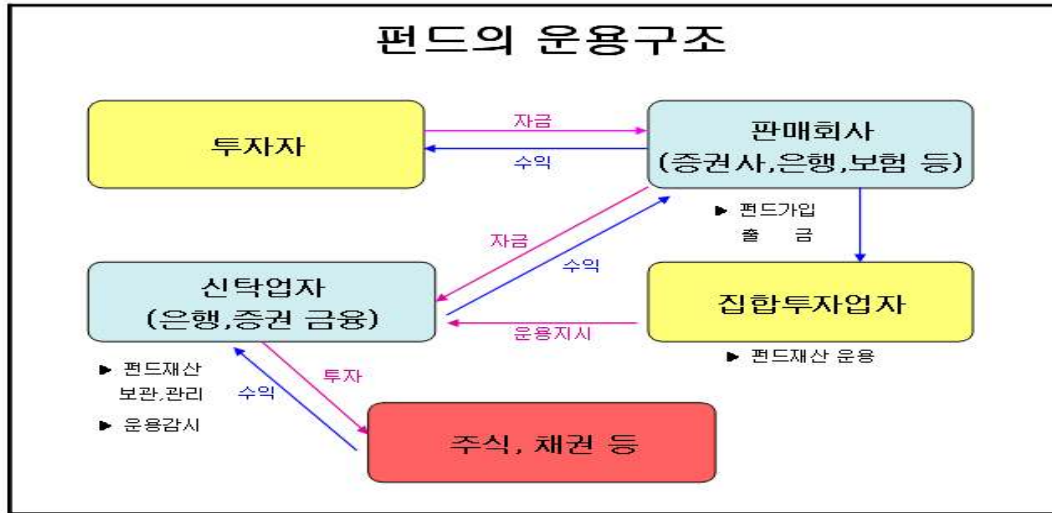 펀드의 운용구조
투자자
자금
수익
판매회사
(증권사,은행,보험 등)
▶ 펀드가입
출 금
자금
수익
신탁업자
(은행,증권 금융)
운용지시
집합투자업자
▶ 펀드재산 운용
▶ 펀드재산
보관,관리
▶ 운용감시
수익
투자
주식, 채권 등